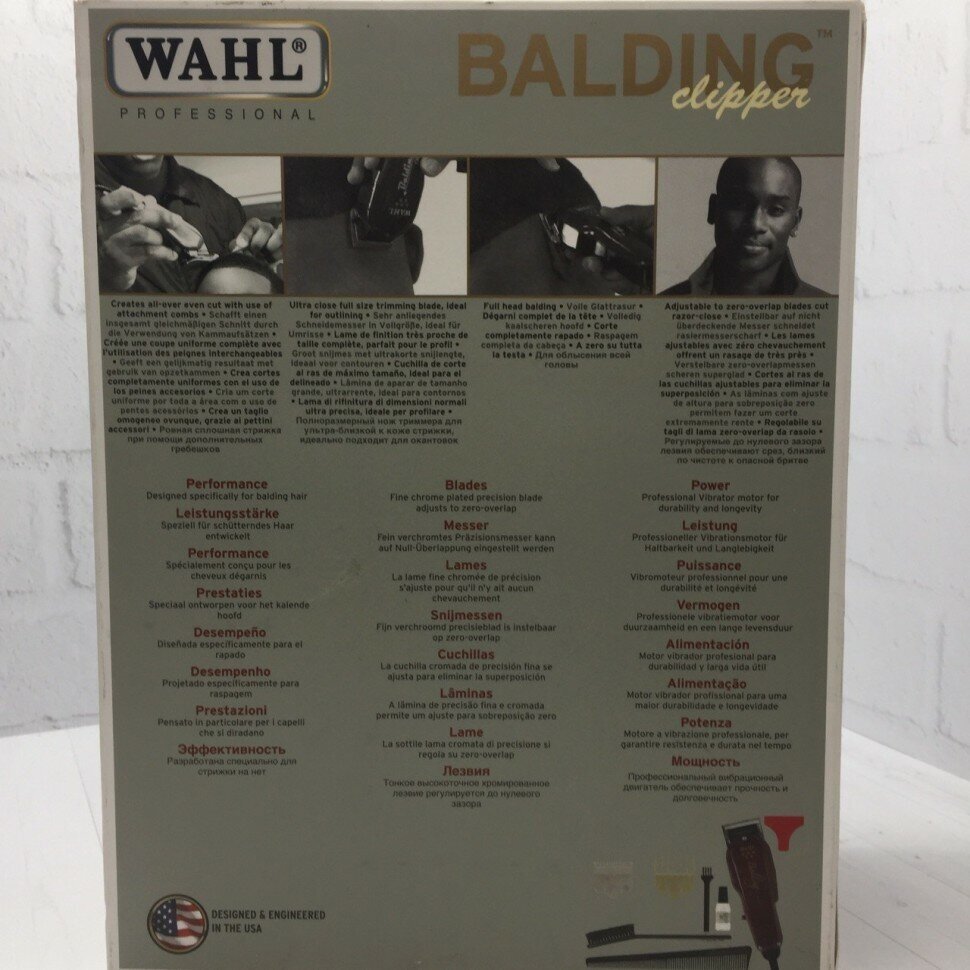 WAHL®
PROFESSIONAL
BALDING™
clipper
Balding
WAHL
Creates all-over even cut with use of
attachment combs • Schafft einen
insgesamt gleichmäßigen Schnitt durch
die Verwendung von Kammaufsätzen •
Créée une coupe uniforme complète avec
l'utilisation des peignes interchangeables
• Geeft een gelijkmatig resultaat met
gebruik van opzetkammen • Crea cortes
completamente uniformes con el uso de
los peines accesorios • Cria um corte
uniforme por toda a área com o uso de
pentes acessórios • Crea un taglio
omogeneo ovunque, grazie ai pettini
accessori • Ровная сплошная стрижка
при помощи дополнительных
гребешков
Ultra close full size trimming blade, ideal
for outlining • Sehr anliegendes
Schneidemesser in Vollgröße, ideal für
Umrisse • Lame de finition très proche de
taille complète, parfait pour le profil •
Groot snijmes met ultrakorte snijlengte,
ideaal voor contouren • Cuchilla de corte
al ras de máximo tamaño, ideal para el
delineado • Lâmina de aparar de tamanho
grande, ultrarrente, ideal para contornos
• Lama di rifinitura di dimensioni normali
ultra precisa, ideale per profilare •
Полноразмерный нож триммера для
ультра-близкой к коже стрижки,
идеально подходит для окантовок
Full head balding • Volle Glattrasur •
Dégarni complet de la tête • Volledig
kaalscheren hoofd • Corte
completamente rapado • Raspagem
completa da cabeça • A zero su tutta
la testa • Для облысения всей
головы
Adjustable to zero-overlap blades cut
razor-close • Einstellbar auf nicht
überdeckende Messer schneidet
rasiermesserscharf • Les lames
ajustables avec zéro chevauchement
offrent un rasage de très près •
Verstelbare zero-overlapmessen
scheren superglad • Cortes al ras de
las cuchillas ajustables para eliminar la
superposición • As lâminas com ajuste
de altura para sobreposição zero
permitem fazer um corte
extremamente rente • Regolabile su
tagli di lama zero-overlap da rasoio •
Регулируемые до нулевого зазора
лезвия обеспечивают срез, близкий
по чистоте к опасной бритве
Performance
Designed specifically for balding hair
Leistungsstärke
Speziell für schütterndes Haar
entwickelt
Performance
Spécialement conçu pour les
cheveux dégarnis
Prestaties
Speciaal ontworpen voor het kalende
hoofd
Desempeño
Diseñada específicamente para el
rapado
Desempenho
Projetado especificamente para
raspagem
Prestazioni
Pensato in particolare per i capelli
che si diradano
Эффективность
Разработана специально для
стрижки на нет
Blades
Fine chrome plated precision blade
adjusts to zero-overlap
Messer
Fein verchromtes Präzisionsmesser kann
auf Null-Überlappung eingestellt werden
Lames
La lame fine chromée de précision
s'ajuste pour qu'il n'y ait aucun
chevauchement
Snijmessen
Fijn verchroomd precisieblad is instelbaar
op zero-overlap
Cuchillas
La cuchilla cromada de precisión fina se
ajusta para eliminar la superposición
Lâminas
A lâmina de precisão fina e cromada
permite um ajuste para sobreposição zero
Lame
La sottile lama cromata di precisione si
regola su zero-overlap
Лезвия
Тонкое высокоточное хромированное
лезвие регулируется до нулевого
зазора
Power
Professional Vibrator motor for
durability and longevity
Leistung
Professioneller Vibrationsmotor für
Haltbarkeit und Langlebigkeit
Puissance
Vibromoteur professionnel pour une
durabilité et longévité
Vermogen
Professionele vibratiemotor voor
duurzaamheid en een lange levensduur
Alimentación
Motor vibrador profesional para
durabilidad y larga vida útil
Alimentação
Motor vibrador profissional para uma
maior durabilidade e longevidade
Potenza
Motore a vibrazione professionale, per
garantire resistenza e durata nel tempo
Мощность
Профессиональный вибрационный
двигатель обеспечивает прочность и
долговечность
DESIGNED & ENGINEERED
IN THE USA
Balding